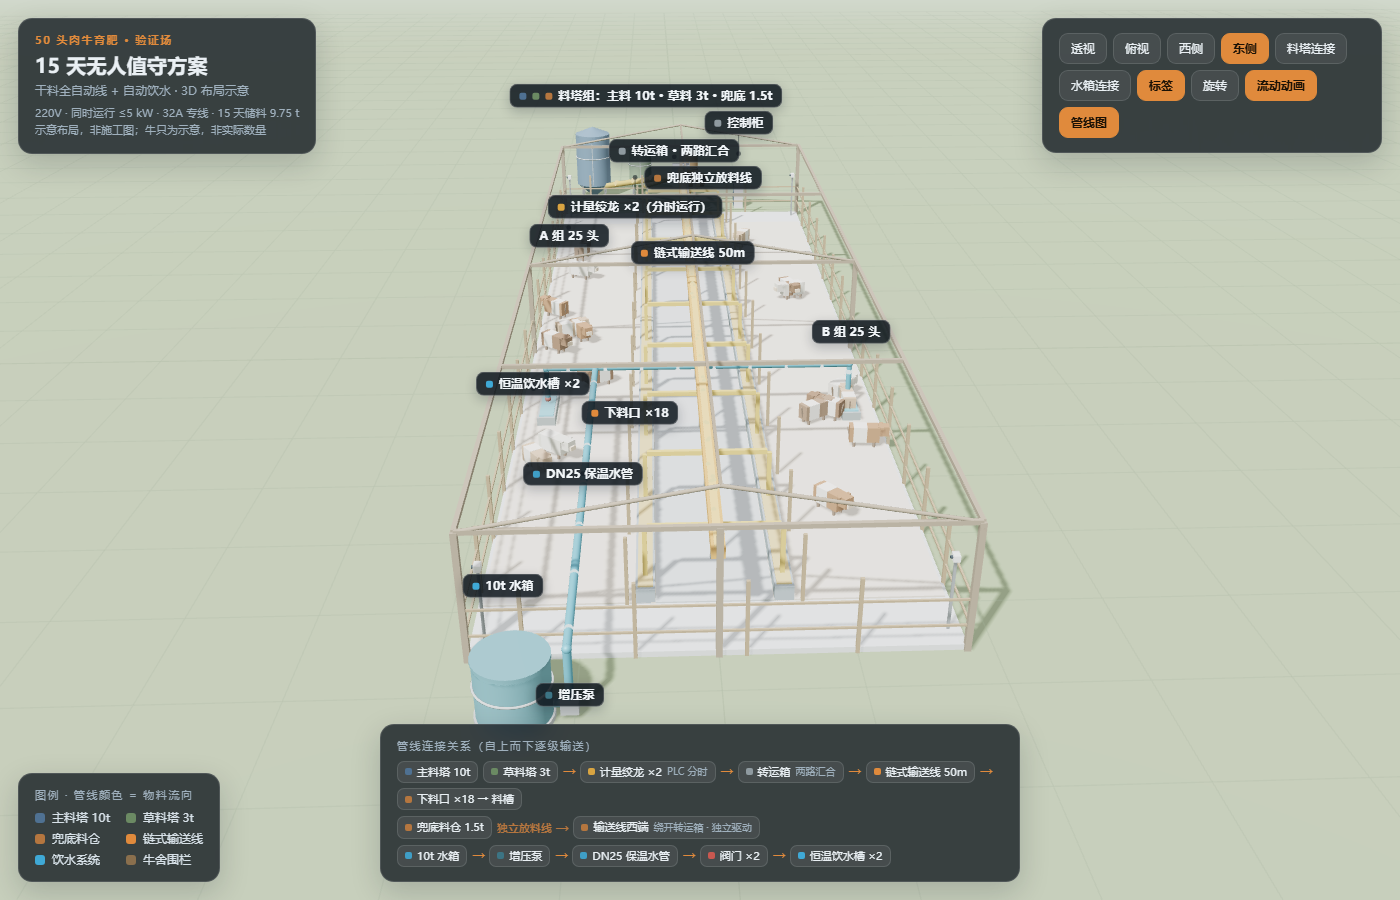 50 头肉牛育肥 • 验证场
15 天无人值守方案
干料全自动线 + 自动饮水 · 3D 布局示意
220V · 同时运行 ≤5 kW · 32A 专线 · 15 天储料 9.75 t
示意布局，非施工图；牛只为示意，非实际数量
透视 俯视 西侧 东侧 料塔连接
水箱连接 标签 旋转 流动动画
管线图
料塔组：主料 10t • 草料 3t • 兜底 1.5t
控制柜
转运箱 • 两路汇合
兜底独立放料线
计量绞龙 ×2（分时运行）
A 组 25 头
链式输送线 50m
B 组 25 头
恒温饮水槽 ×2
下料口 ×18
DN25 保温水管
10t 水箱
增压泵
管线连接关系（自上而下逐级输送）
主料塔 10t 草料塔 3t → 计量绞龙 ×2 PLC 分时 → 转运箱 两路汇合 → 链式输送线 50m →
下料口 ×18 → 料槽
兜底料仓 1.5t 独立放料线 → 输送线西端 绕开转运箱 · 独立驱动
10t 水箱 → 增压泵 → DN25 保温水管 → 阀门 ×2 → 恒温饮水槽 ×2
图例 · 管线颜色 = 物料流向
主料塔 10t 草料塔 3t
兜底料仓 链式输送线
饮水系统 牛舍围栏